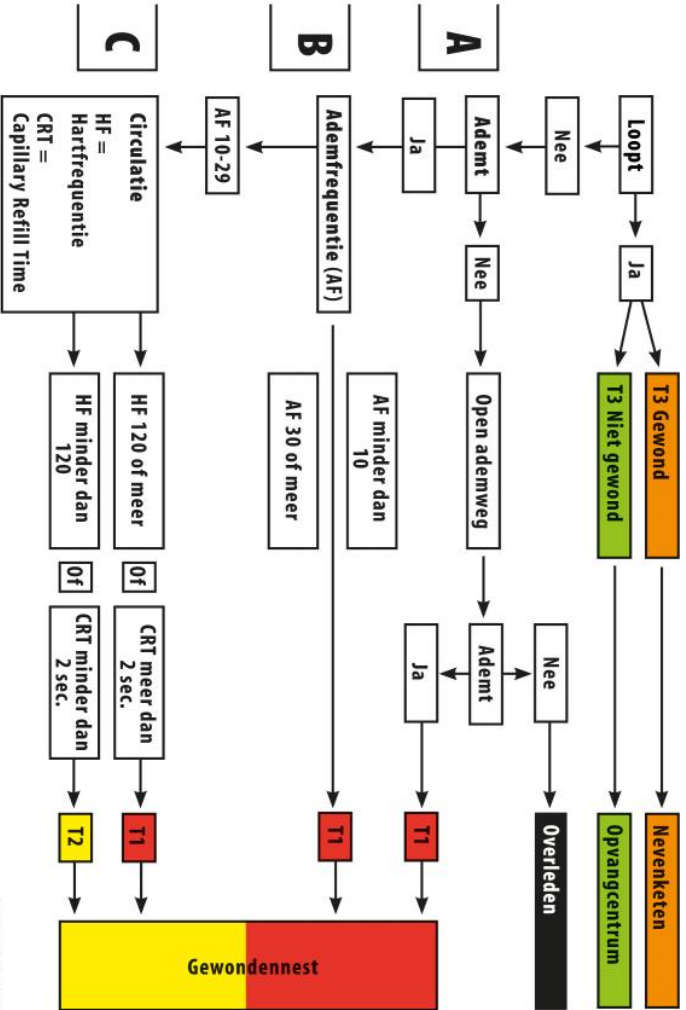 Loopt
Ja
T3 Gewond
Nevenketen
T3 Niet gewond
Opvangcentrum
Nee
A
Ademt
Nee
Open ademweg
Ademt
Nee
Overleden
Ja
T1
Ja
B
Ademfrequentie (AF)
AF minder dan
10
AF 30 of meer
T1
AF 10-29
C
Circulatie
HF =
Hartfrequentie
CRT =
Capillary Refill Time
HF 120 of meer
Of
CRT meer dan
2 sec.
T1
HF minder dan
120
Of
CRT minder dan
2 sec.
T2
Gewondennest